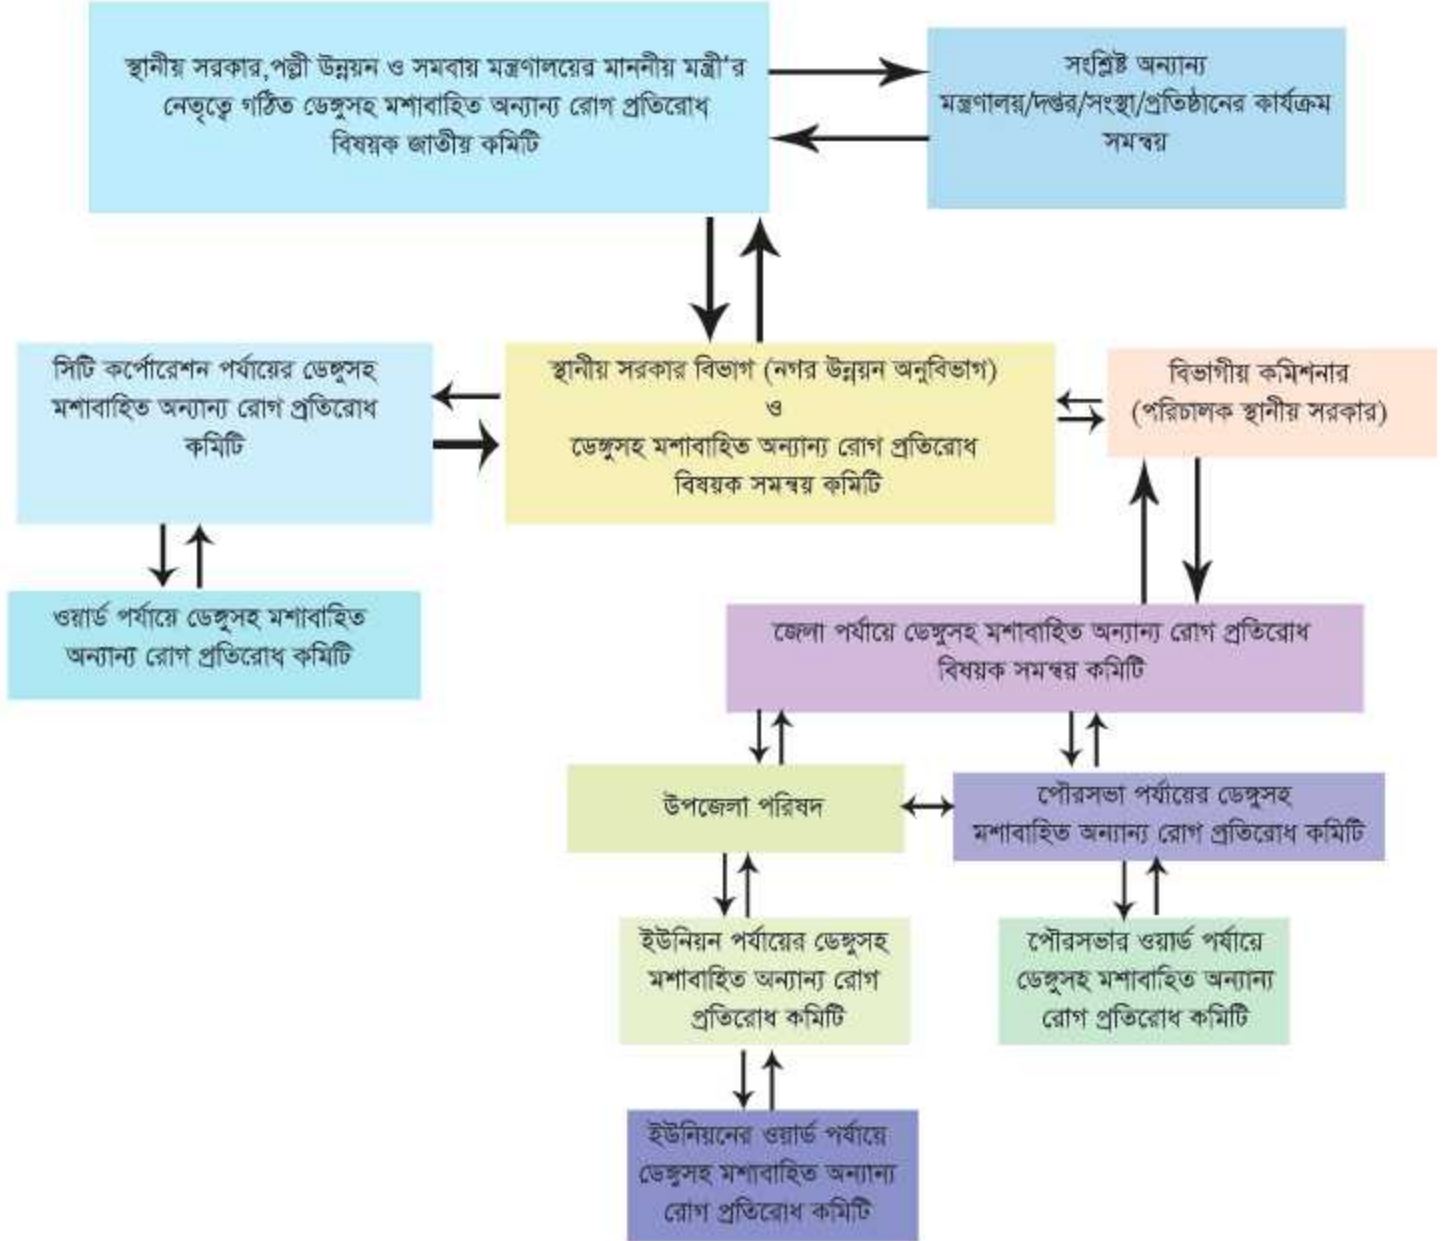 স্থানীয় সরকার,পল্লী উন্নয়ন ও সমবায় মন্ত্রণালয়ের মাননীয় মন্ত্রী'র
নেতৃত্বে গঠিত ডেঙ্গুসহ মশাবাহিত অন্যান্য রোগ প্রতিরোধ
বিষয়ক জাতীয় কমিটি
সংশ্লিষ্ট অন্যান্য
মন্ত্রণালয়/দপ্তর/সংস্থা/প্রতিষ্ঠানের কার্যক্রম
সমন্বয়
সিটি কর্পোরেশন পর্যায়ের ডেঙ্গুসহ
মশাবাহিত অন্যান্য রোগ প্রতিরোধ
কমিটি
স্থানীয় সরকার বিভাগ (নগর উন্নয়ন অনুবিভাগ)
ও
ডেঙ্গুসহ মশাবাহিত অন্যান্য রোগ প্রতিরোধ
বিষয়ক সমন্বয় কমিটি
বিভাগীয় কমিশনার
(পরিচালক স্থানীয় সরকার)
ওয়ার্ড পর্যায়ে ডেঙ্গুসহ মশাবাহিত
অন্যান্য রোগ প্রতিরোধ কমিটি
জেলা পর্যায়ে ডেঙ্গুসহ মশাবাহিত অন্যান্য রোগ প্রতিরোধ
বিষয়ক সমন্বয় কমিটি
উপজেলা পরিষদ
পৌরসভা পর্যায়ের ডেঙ্গুসহ
মশাবাহিত অন্যান্য রোগ প্রতিরোধ কমিটি
ইউনিয়ন পর্যায়ের ডেঙ্গুসহ
মশাবাহিত অন্যান্য রোগ
প্রতিরোধ কমিটি
পৌরসভার ওয়ার্ড পর্যায়ে
ডেঙ্গুসহ মশাবাহিত অন্যান্য
রোগ প্রতিরোধ কমিটি
ইউনিয়নের ওয়ার্ড পর্যায়ে
ডেঙ্গুসহ মশাবাহিত অন্যান্য
রোগ প্রতিরোধ কমিটি